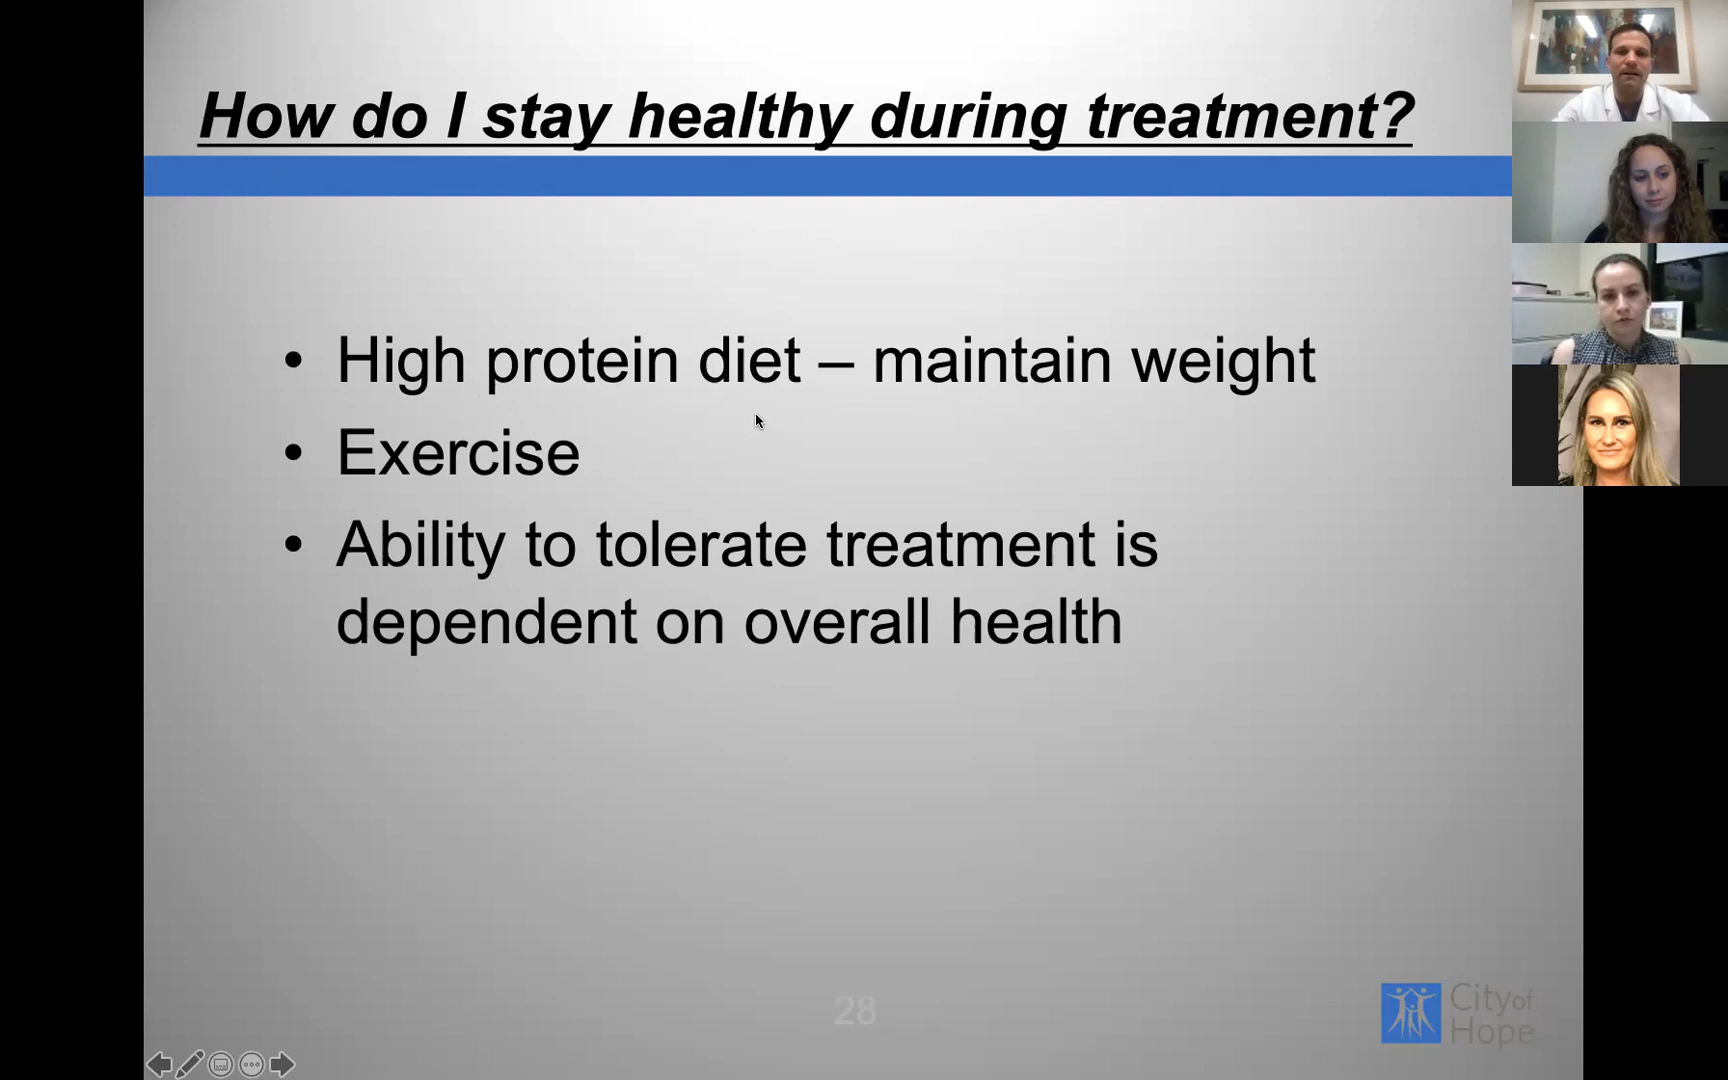 How do I stay healthy during treatment?
• High protein diet – maintain weight
• Exercise
• Ability to tolerate treatment is
dependent on overall health
28
City of
Hope